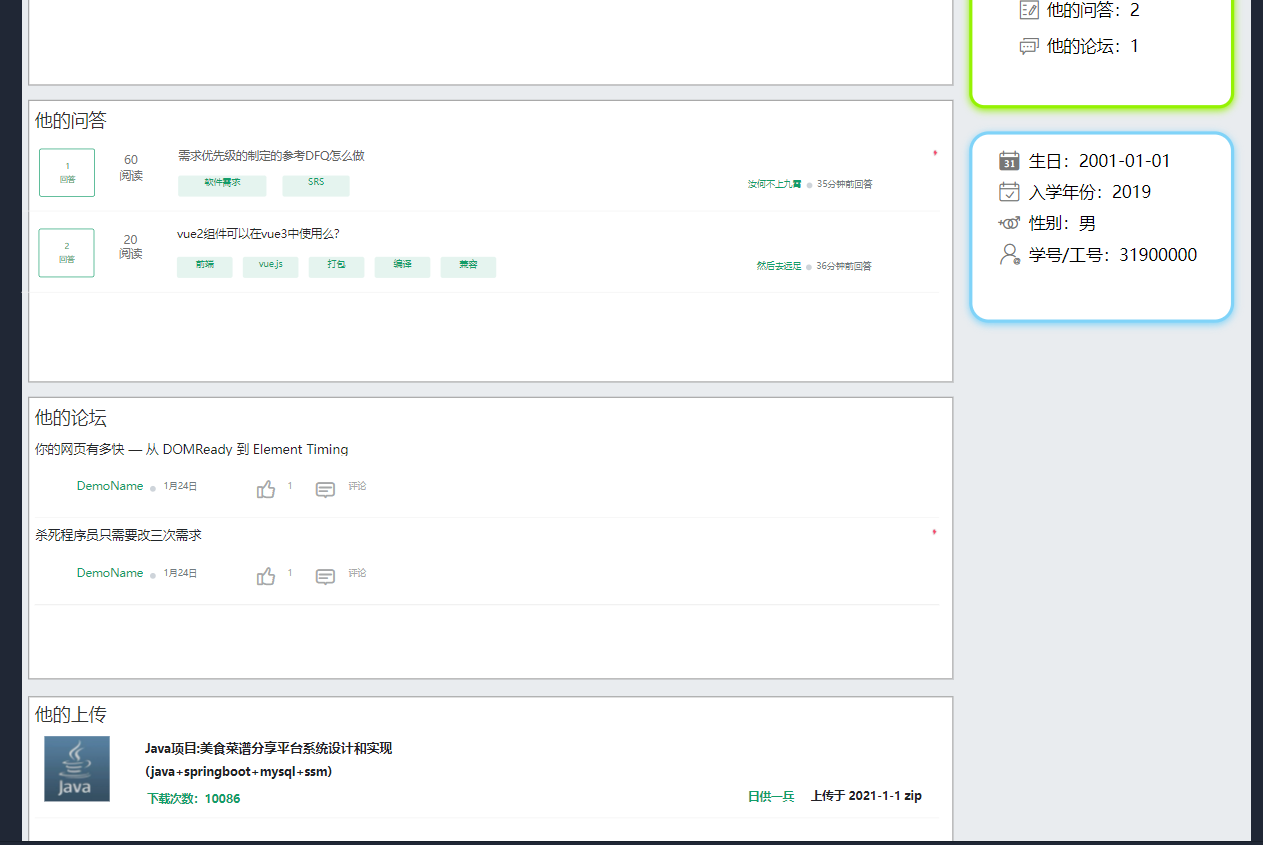 他的问答：2
他的论坛：1
他的问答
1
回答
60
阅读
需求优先级的制定的参考DFQ怎么做
软件需求
SRS
汝何不上九霄
35分钟前回答
2
回答
20
阅读
vue2组件可以在vue3中使用么?
前端
vue.js
打包
编译
兼容
然后去远足
36分钟前回答
31
生日：2001-01-01
入学年份：2019
性别：男
学号/工号：31900000
他的论坛
你的网页有多快 — 从 DOMReady 到 Element Timing
DemoName
1月24日
1
评论
杀死程序员只需要改三次需求
DemoName
1月24日
1
评论
他的上传
Java
Java项目:美食菜谱分享平台系统设计和实现
(java+springboot+mysql+ssm)
下载次数：10086
日供一兵
上传于 2021-1-1 zip